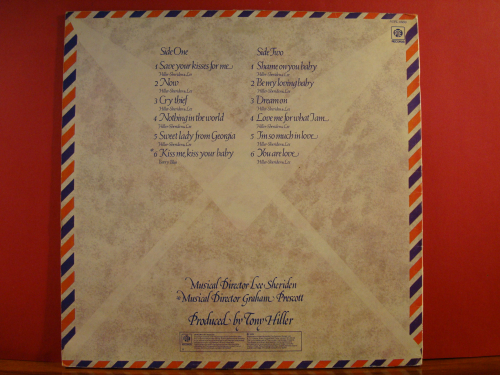 Side One
1 Save your kisses for me
Hiller·Sheriden·Lee
2 Now
Hiller·Sheriden·Lee
3 Cry thief
Hiller·Sheriden·Lee
4 Nothing in the world
Hiller·Sheriden·Lee
5 Sweet lady from Georgia
Hiller·Sheriden·Lee
*6 Kiss me, kiss your baby
Side Two
1 Shame on you baby
Hiller·Sheriden·Lee
2 Be my loving baby
Hiller·Sheriden·Lee
3 Dream on
Hiller·Sheriden·Lee
4 Love me for what I am
Hiller·Sheriden·Lee
5 I'm so much in love
Hiller·Sheriden·Lee
6 You are love
Musical Director Lee Sheriden
*Musical Director Graham Prescott
Produced by Tony Hiller